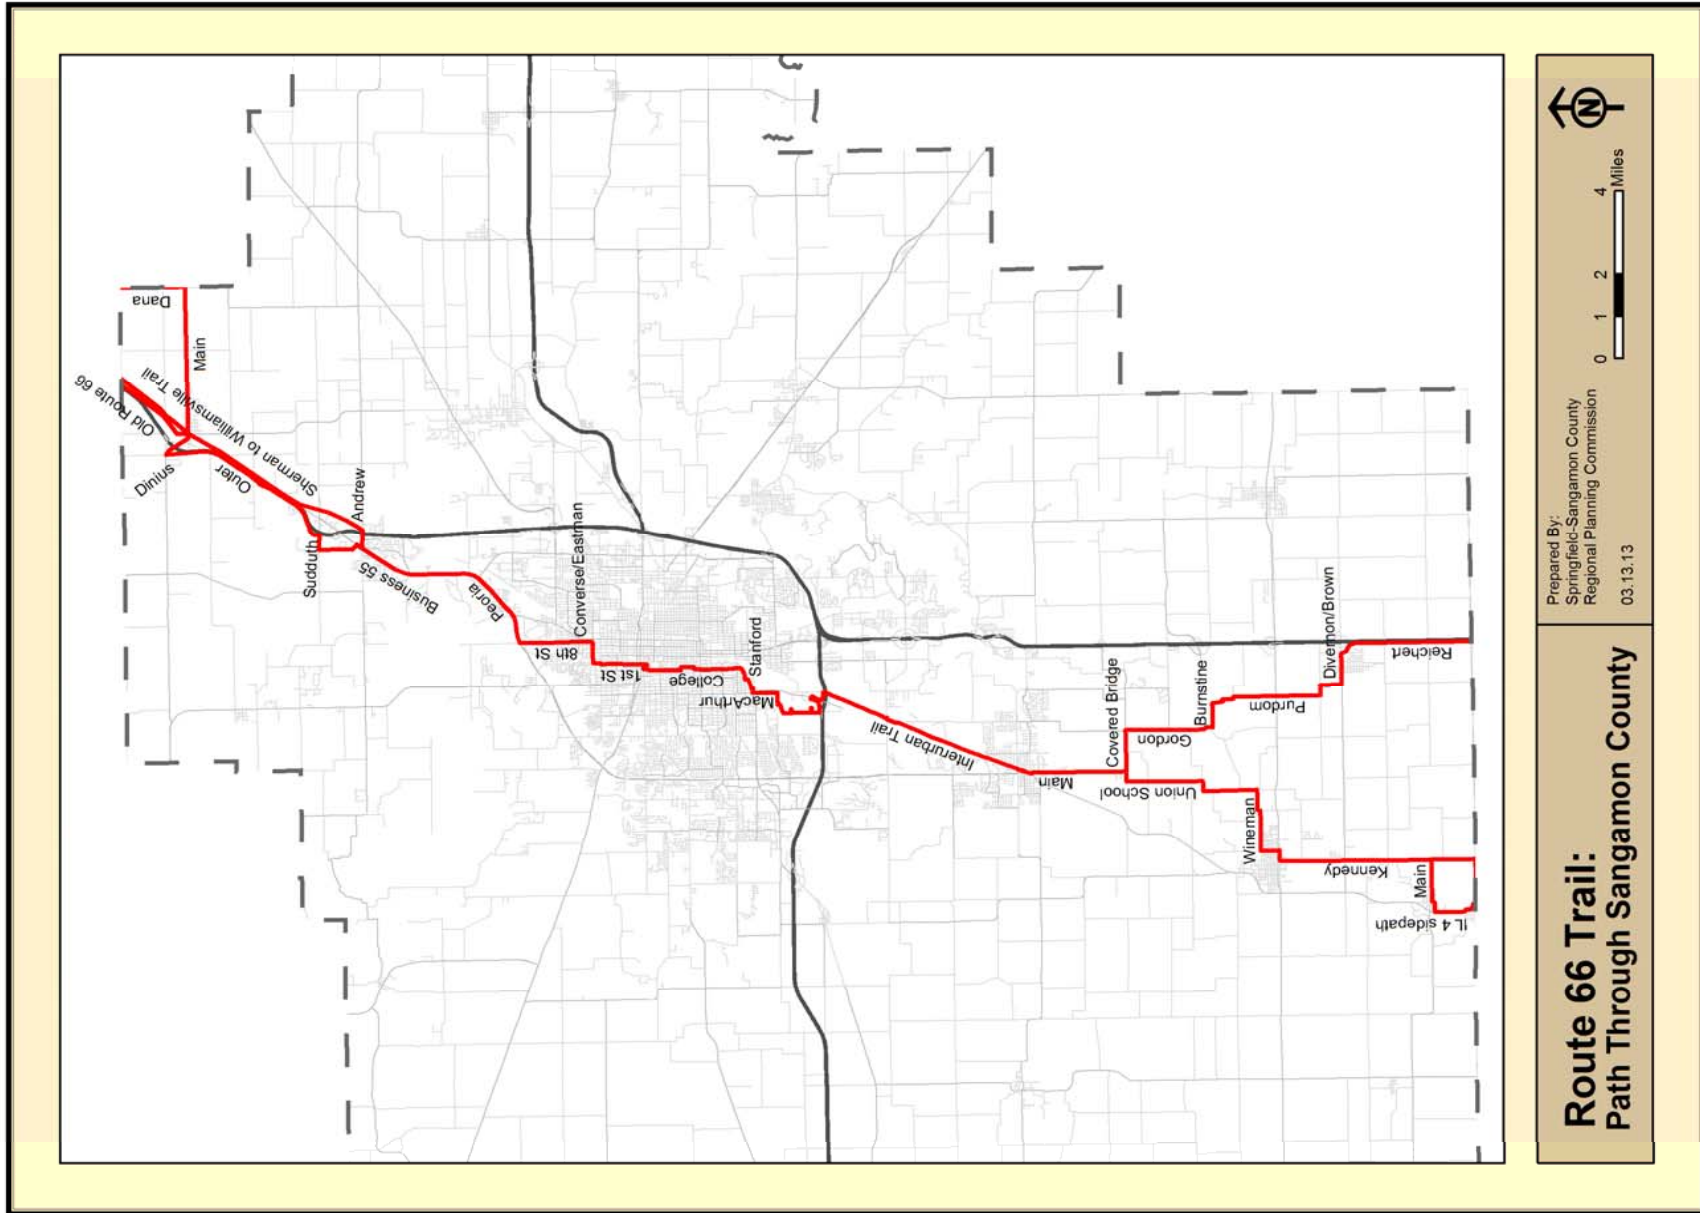 Dana
Main
Old Route 66
Sherman to Williamsville Trail
Dinius
Outer
Andrew
Sudduth
Business 55
Peoria
Converse/Eastman
8th St
1st St
College
Stanford
MacArthur
Interurban Trail
Main
Covered Bridge
Union School
Gordon
Burnstine
Purdom
Divernon/Brown
Reichert
Wineman
Kennedy
Main
IL 4 sidepath
Route 66 Trail:
Path Through Sangamon County
Prepared By:
Springfield-Sangamon County
Regional Planning Commission
03.13.13
0 1 2 4
Miles
N